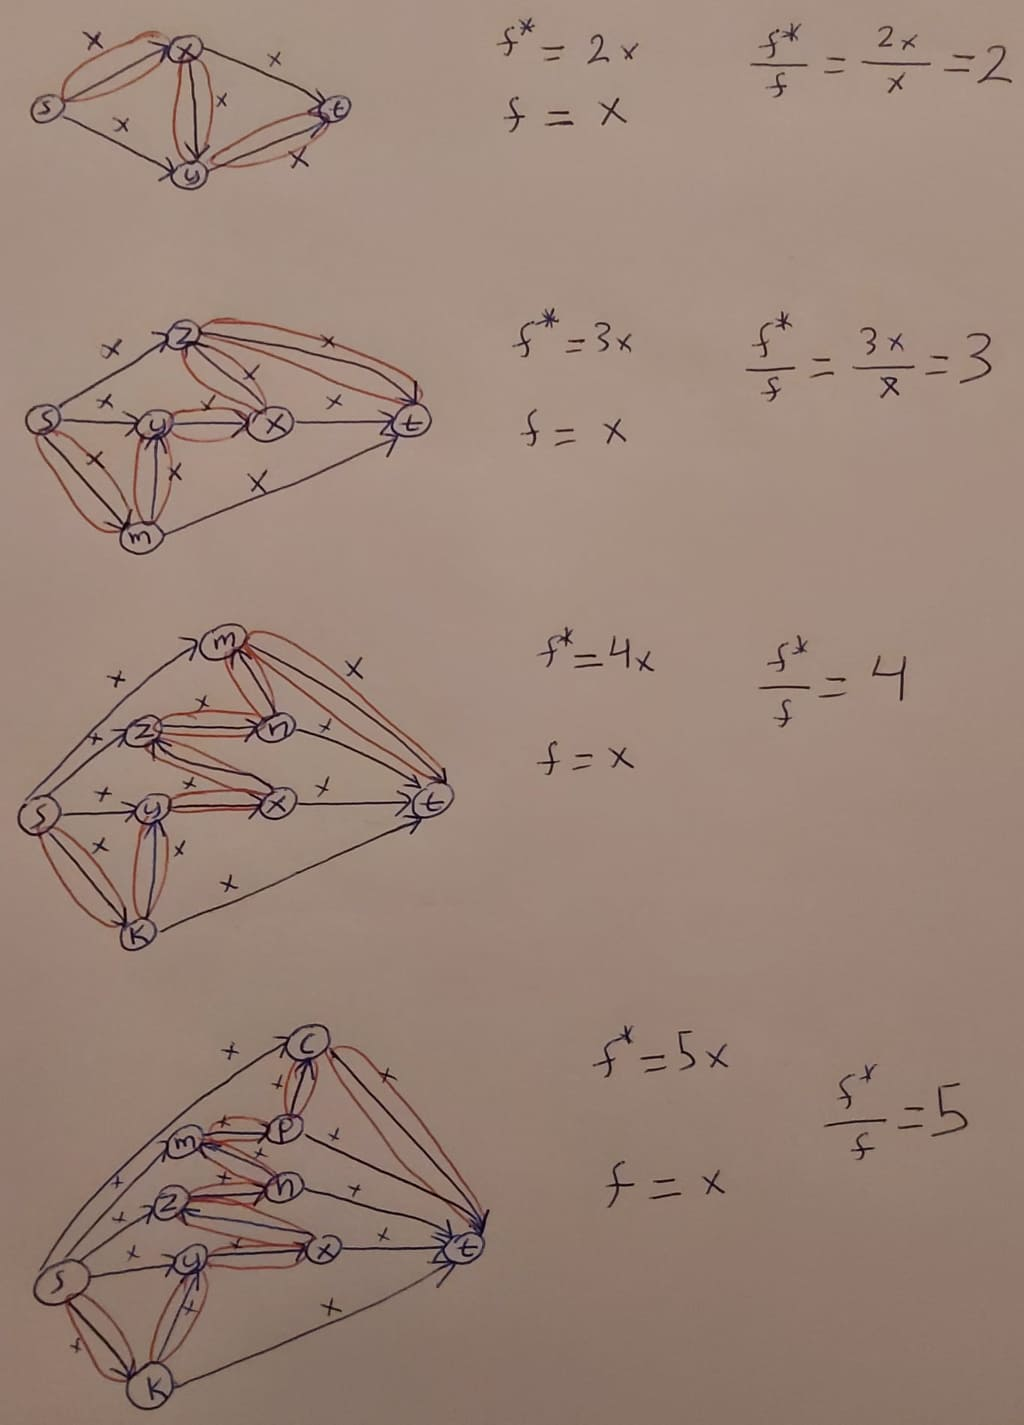 x x x
f* = 2x
f*/f = 2x/x = 2
s x x
f = x
x t
y x
x z x
f* = 3x
f*/f = 3x/x = 3
x
s x y x x x t
f = x
x x x
m
m x
f* = 4x
f*/f = 4
x
x z x n x
f = x
s x y x x x t
x x
x
K
x c
f* = 5x
x
f*/f = 5
x
m x p x
x x
x z x n x
f = x
s x y x x x t
x x
x K